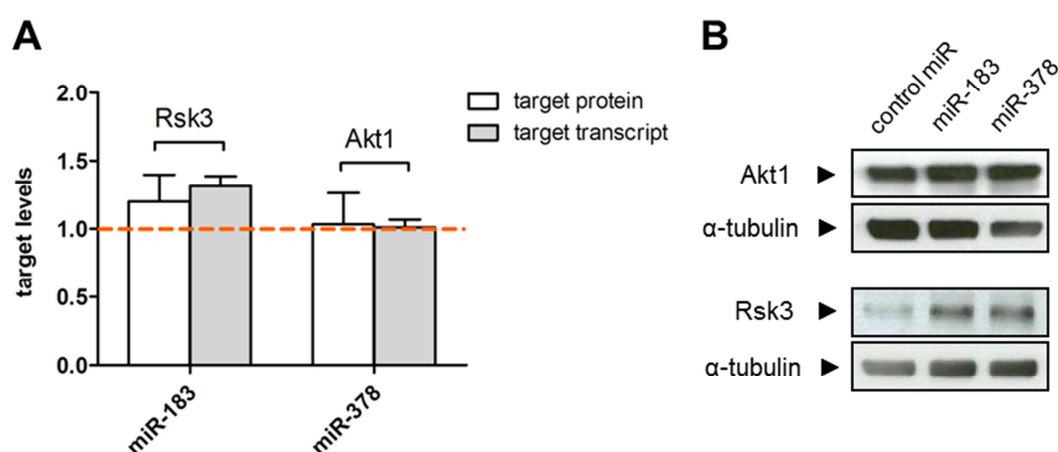 A
target levels
2.0
1.5
1.0
0.5
0.0
Rsk3
Akt1
miR-183
miR-378
target protein
target transcript
B
control miR
miR-183
miR-378
Akt1
α-tubulin
Rsk3
α-tubulin